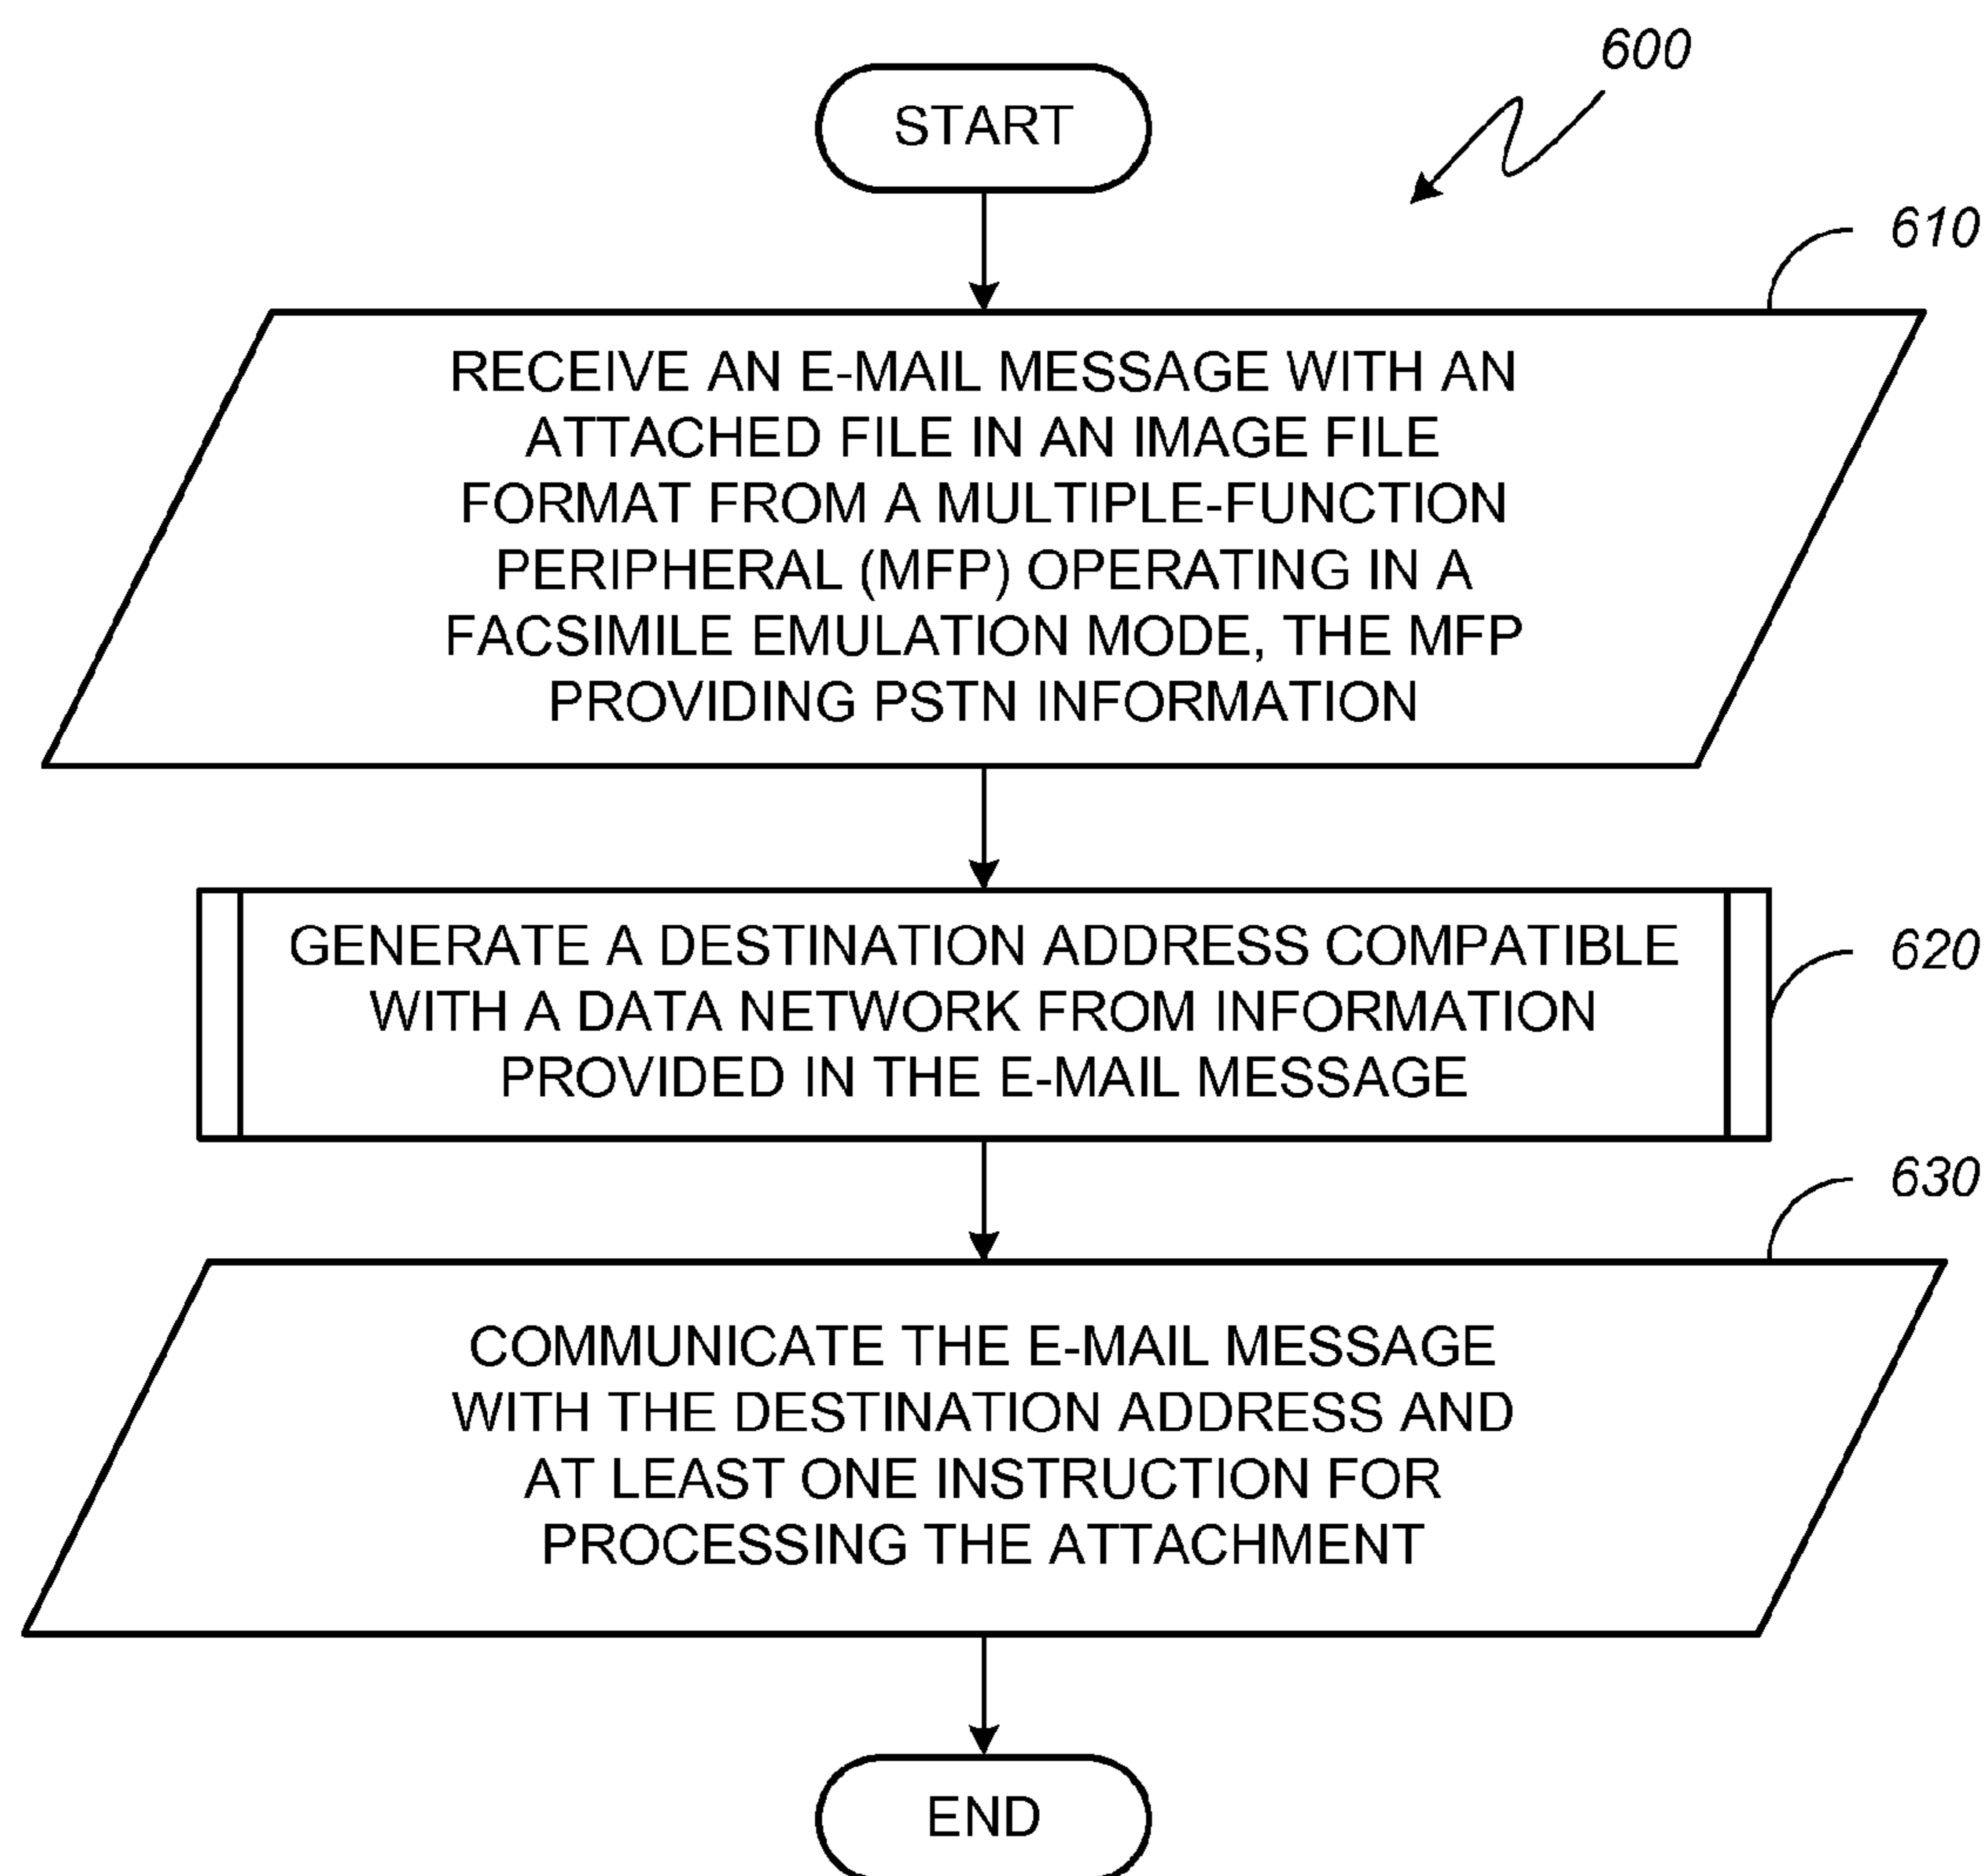 600
START
610
RECEIVE AN E-MAIL MESSAGE WITH AN
ATTACHED FILE IN AN IMAGE FILE
FORMAT FROM A MULTIPLE-FUNCTION
PERIPHERAL (MFP) OPERATING IN A
FACSIMILE EMULATION MODE, THE MFP
PROVIDING PSTN INFORMATION
GENERATE A DESTINATION ADDRESS COMPATIBLE
WITH A DATA NETWORK FROM INFORMATION
PROVIDED IN THE E-MAIL MESSAGE
620
630
COMMUNICATE THE E-MAIL MESSAGE
WITH THE DESTINATION ADDRESS AND
AT LEAST ONE INSTRUCTION FOR
PROCESSING THE ATTACHMENT
END